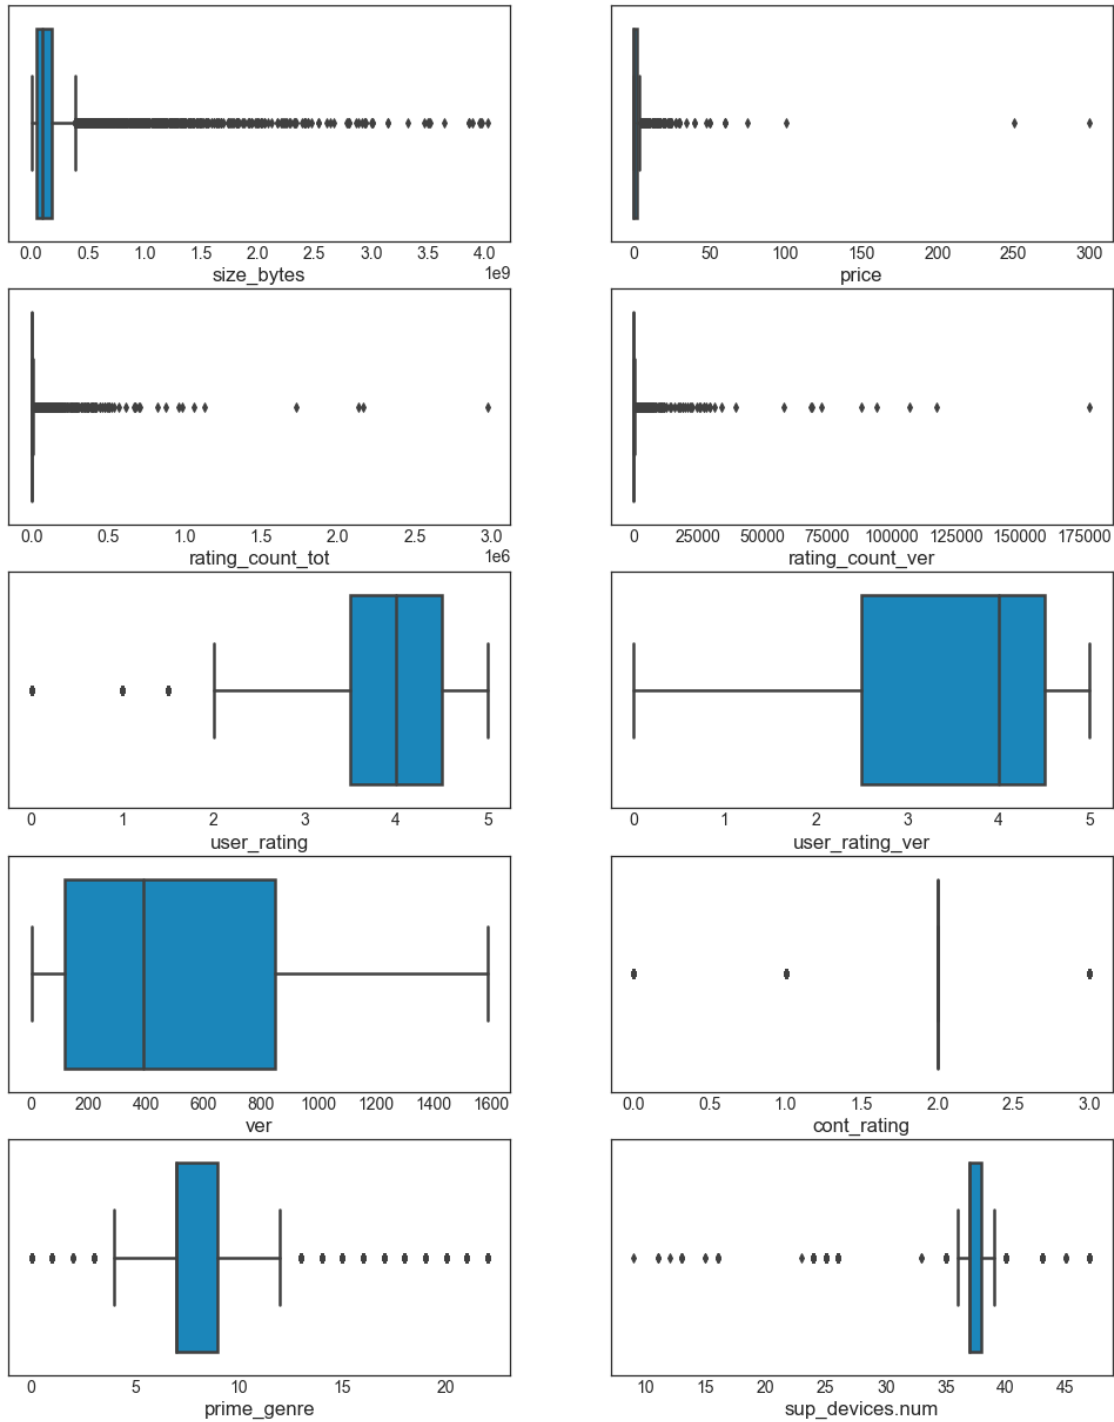 0.0 0.5 1.0 1.5 2.0 2.5 3.0 3.5 4.0
1e9
size_bytes
0 50 100 150 200 250 300
price
0.0 0.5 1.0 1.5 2.0 2.5 3.0
1e6
rating_count_tot
0 25000 50000 75000 100000 125000 150000 175000
rating_count_ver
0 1 2 3 4 5
user_rating
0 1 2 3 4 5
user_rating_ver
0 200 400 600 800 1000 1200 1400 1600
ver
0.0 0.5 1.0 1.5 2.0 2.5 3.0
cont_rating
0 5 10 15 20
prime_genre
10 15 20 25 30 35 40 45
sup_devices.num